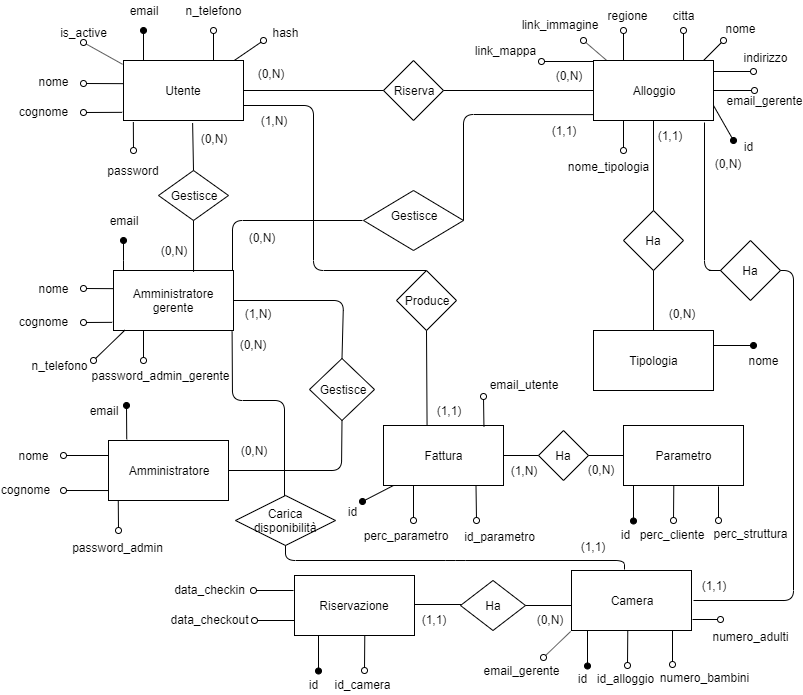 email
n_telefono
is_active
hash
nome
cognome
Utente
password
(0,N)
(1,N)
(0,N)
Riserva
(0,N)
link_immagine
regione
citta
nome
link_mappa
indirizzo
Alloggio
email_gerente
id
nome_tipologia
(1,1)
(1,1)
(0,N)
Gestisce
(0,N)
Gestisce
(0,N)
email
nome
cognome
Amministratore
gerente
n_telefono
password_admin_gerente
(1,N)
(0,N)
Produce
Ha
Ha
(0,N)
Tipologia
nome
Gestisce
email
nome
cognome
Amministratore
password_admin
(0,N)
email_utente
(1,1)
Fattura
(1,N)
Ha
(0,N)
Parametro
id
perc_parametro
id_parametro
id
perc_cliente
perc_struttura
Carica
disponibilità
(1,1)
data_checkin
data_checkout
Riservazione
id
id_camera
(1,1)
Ha
(0,N)
Camera
(1,1)
numero_adulti
email_gerente
id
id_alloggio
numero_bambini